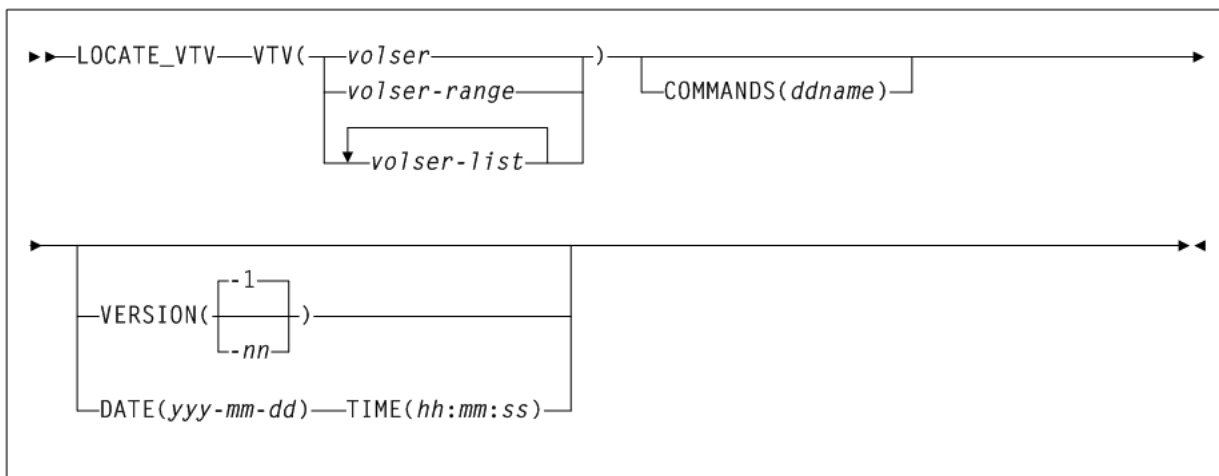 LOCATE_VTV VTV( volser )
COMMANDS(ddname)
volser-range
volser-list
-1
VERSION( )
-nn
DATE(yyy-mm-dd) TIME(hh:mm:ss)